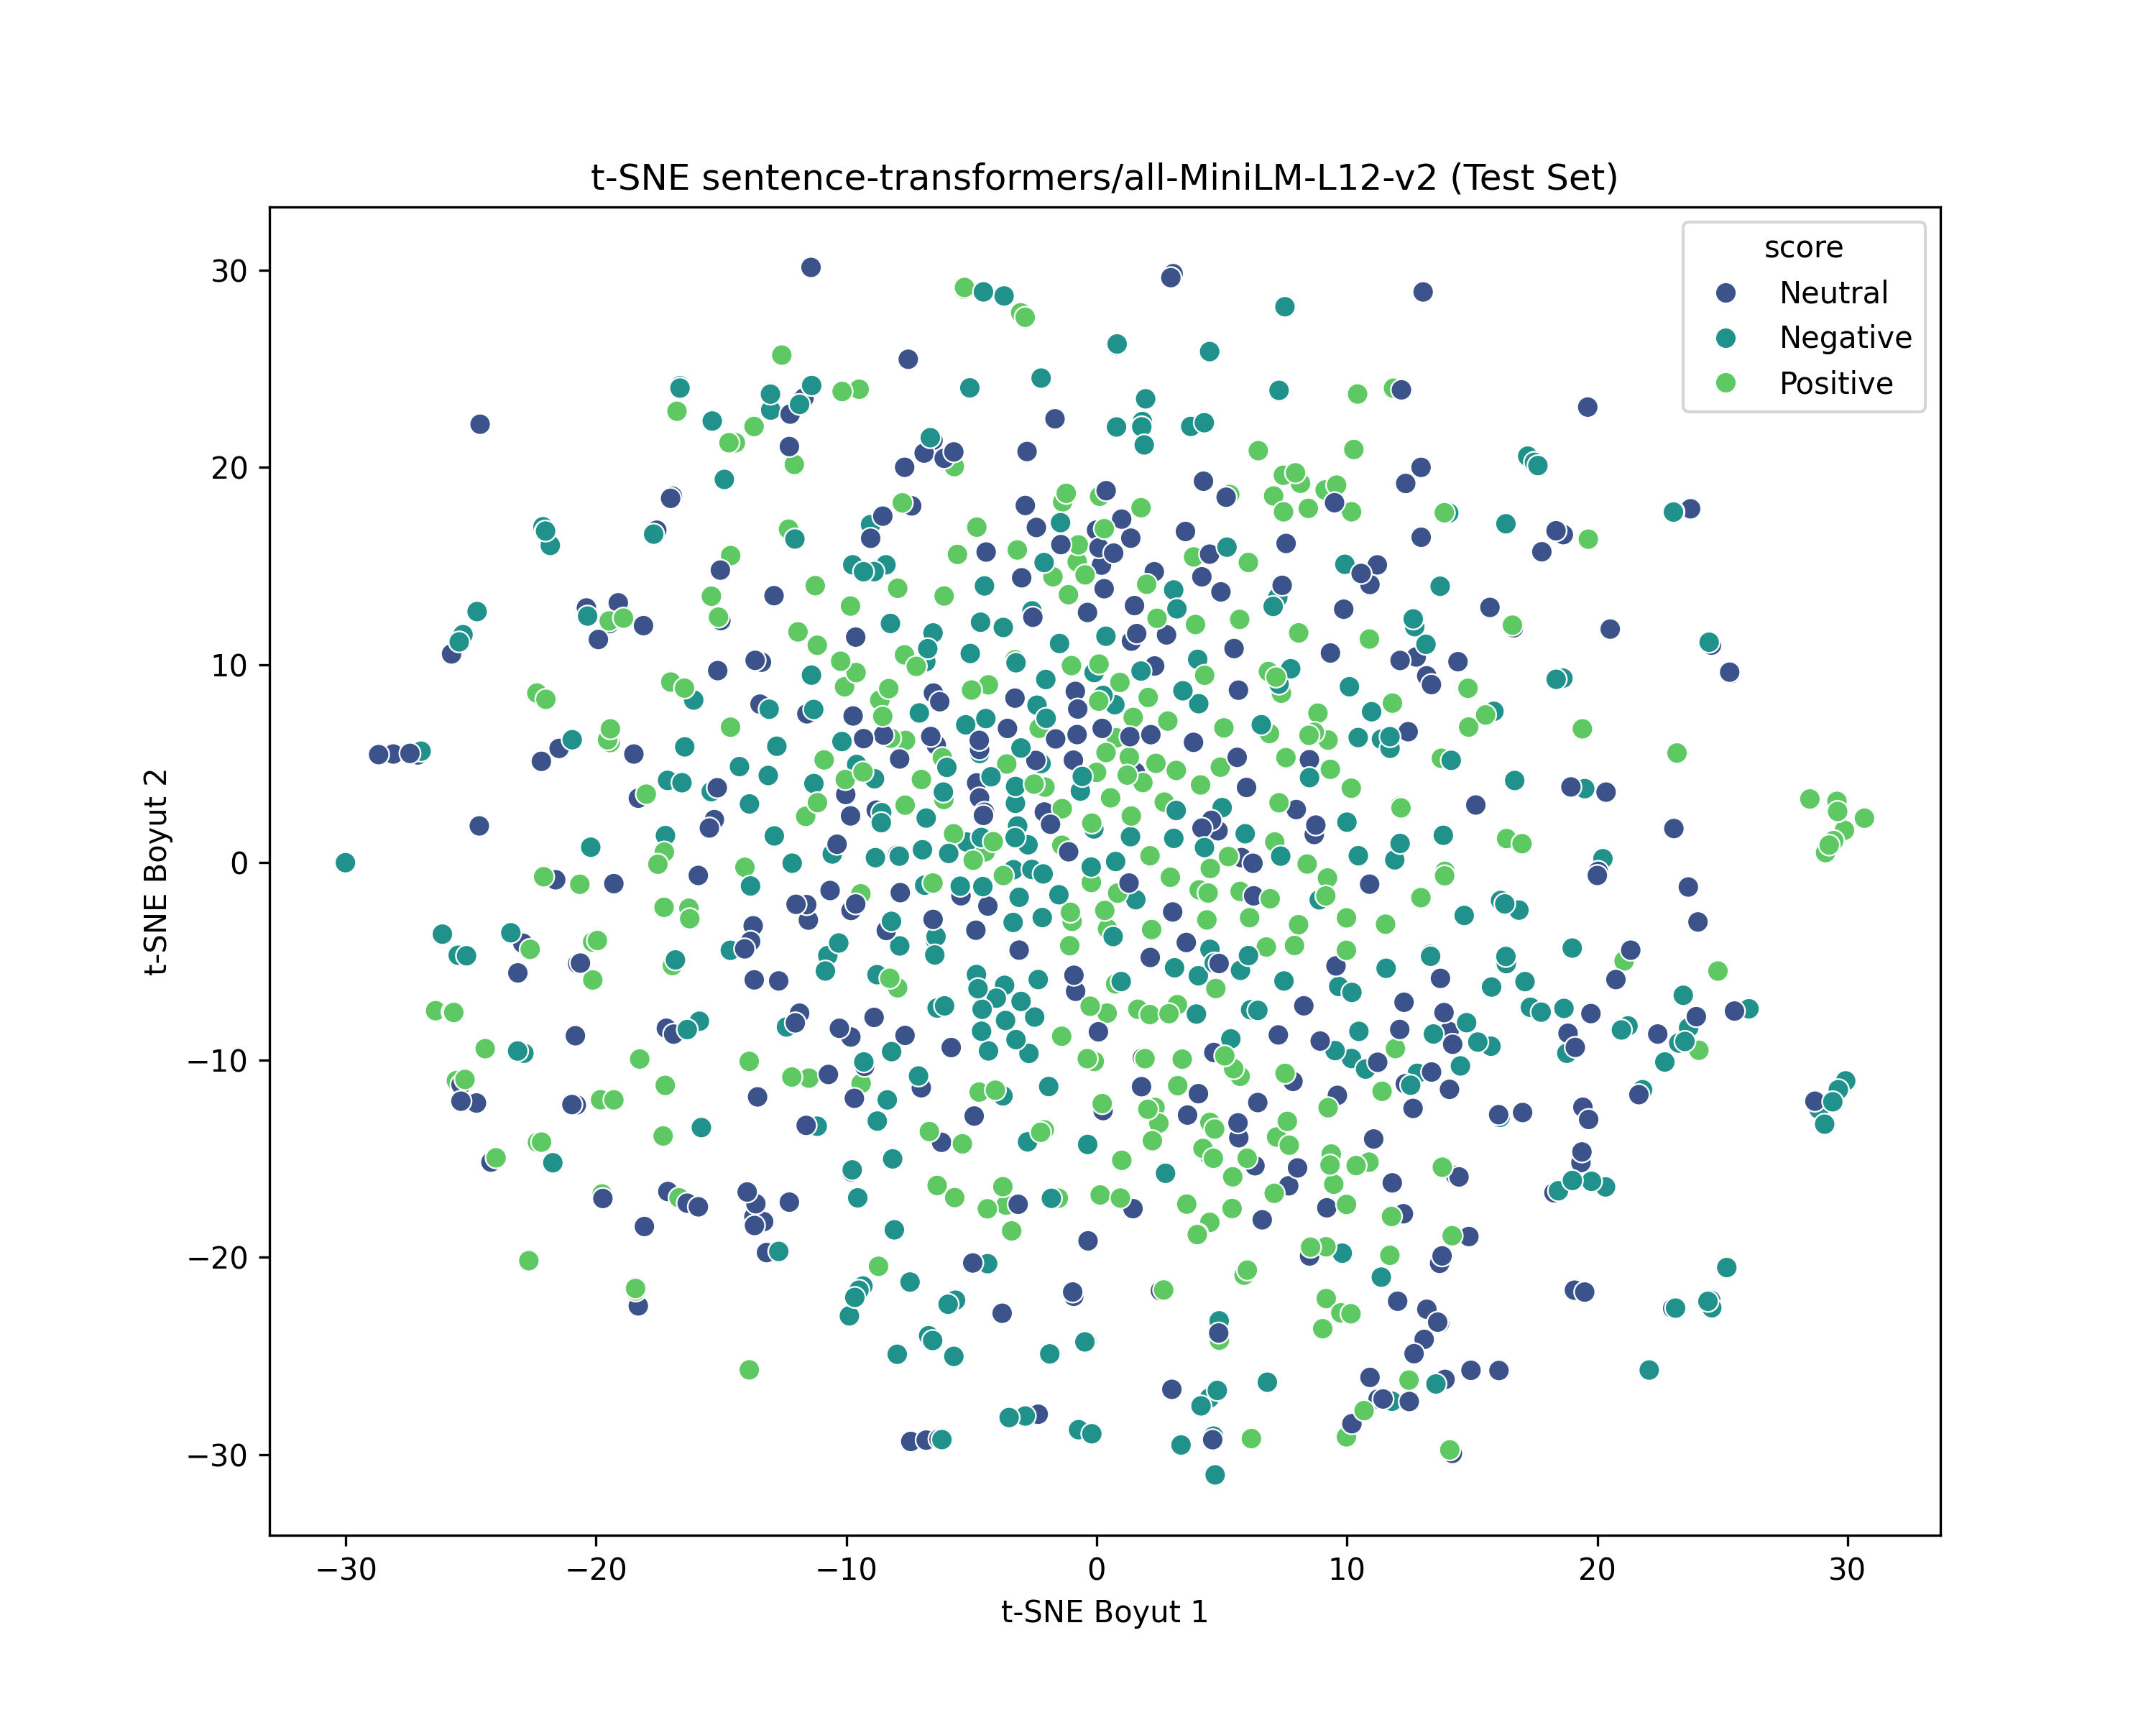 t-SNE sentence-transformers/all-MiniLM-L12-v2 (Test Set)
score
Neutral
Negative
Positive
t-SNE Boyut 2
30
20
10
0
−10
−20
−30
−30 −20 −10 0 10 20 30
t-SNE Boyut 1